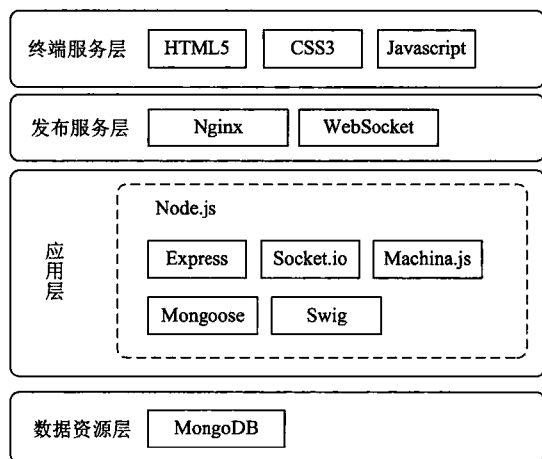 终端服务层 HTML5 CSS3 Javascript
发布服务层 Nginx WebSocket
应用层
Node.js
Express Socket.io Machina.js
Mongoose Swig
数据资源层 MongoDB